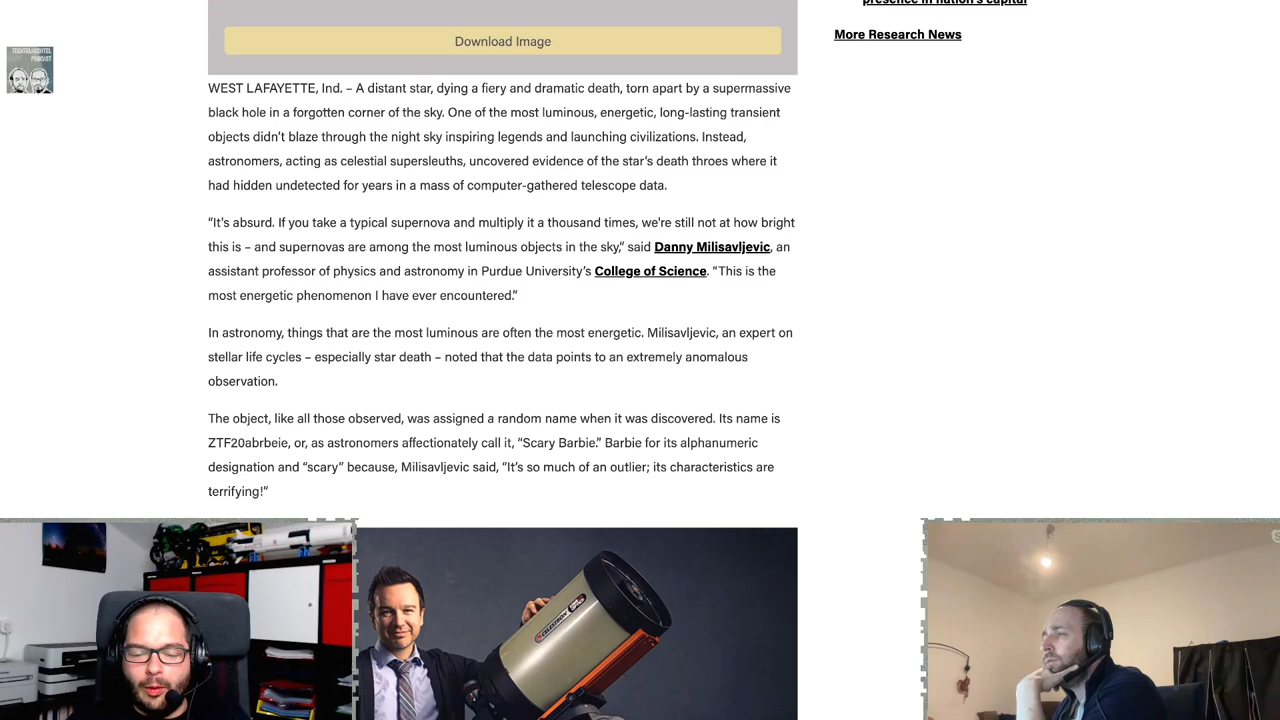 presence in nation's capital
More Research News
Download Image
TECHTELMECHTEL
PODCAST
WEST LAFAYETTE, Ind. – A distant star, dying a fiery and dramatic death, torn apart by a supermassive
black hole in a forgotten corner of the sky. One of the most luminous, energetic, long-lasting transient
objects didn’t blaze through the night sky inspiring legends and launching civilizations. Instead,
astronomers, acting as celestial supersleuths, uncovered evidence of the star’s death throes where it
had hidden undetected for years in a mass of computer-gathered telescope data.
“It's absurd. If you take a typical supernova and multiply it a thousand times, we're still not at how bright
this is – and supernovas are among the most luminous objects in the sky,” said Danny Milisavljevic, an
assistant professor of physics and astronomy in Purdue University’s College of Science. “This is the
most energetic phenomenon I have ever encountered.”
In astronomy, things that are the most luminous are often the most energetic. Milisavljevic, an expert on
stellar life cycles – especially star death – noted that the data points to an extremely anomalous
observation.
The object, like all those observed, was assigned a random name when it was discovered. Its name is
ZTF20abrbeie, or, as astronomers affectionately call it, “Scary Barbie.” Barbie for its alphanumeric
designation and “scary” because, Milisavljevic said, “It’s so much of an outlier; its characteristics are
terrifying!”
CELESTRON